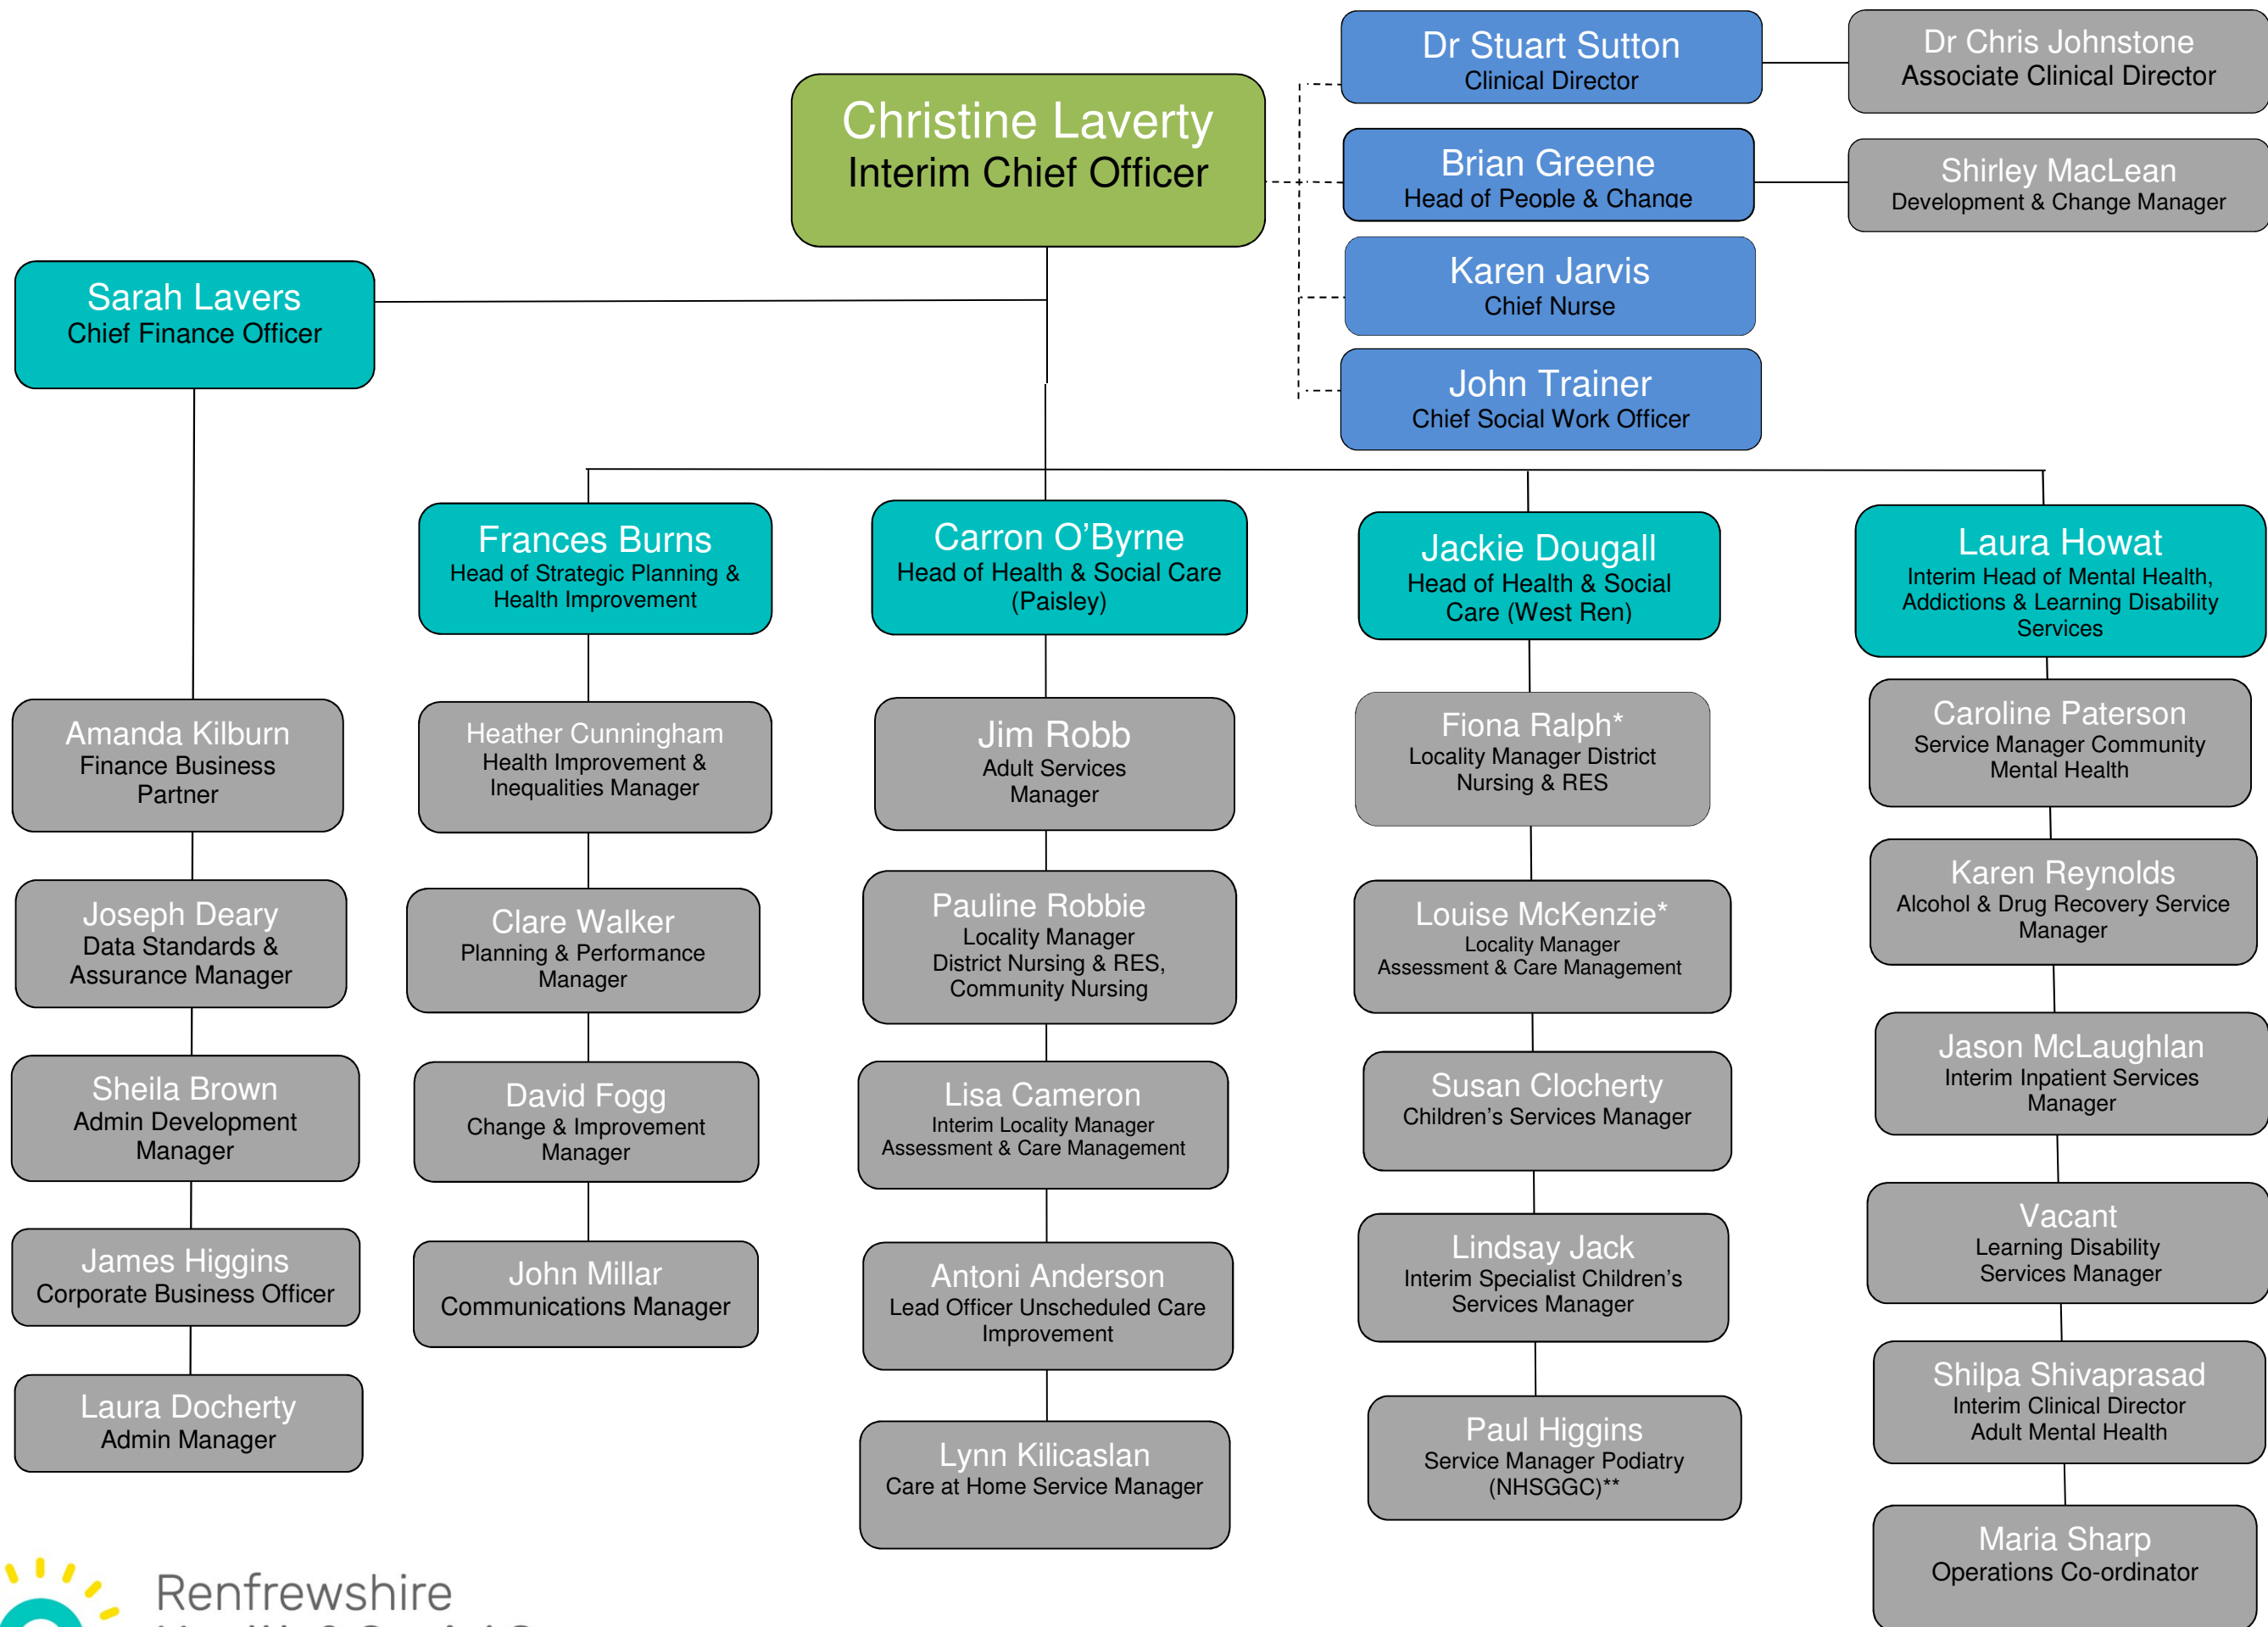 Christine Laverty
Interim Chief Officer
Dr Stuart Sutton
Clinical Director
Dr Chris Johnstone
Associate Clinical Director
Brian Greene
Head of People & Change
Shirley MacLean
Development & Change Manager
Karen Jarvis
Chief Nurse
John Trainer
Chief Social Work Officer
Sarah Lavers
Chief Finance Officer
Amanda Kilburn
Finance Business
Partner
Joseph Deary
Data Standards &
Assurance Manager
Sheila Brown
Admin Development
Manager
James Higgins
Corporate Business Officer
Laura Docherty
Admin Manager
Frances Burns
Head of Strategic Planning &
Health Improvement
Heather Cunningham
Health Improvement &
Inequalities Manager
Clare Walker
Planning & Performance
Manager
David Fogg
Change & Improvement
Manager
John Millar
Communications Manager
Carron O’Byrne
Head of Health & Social Care
(Paisley)
Jim Robb
Adult Services
Manager
Pauline Robbie
Locality Manager
District Nursing & RES,
Community Nursing
Lisa Cameron
Interim Locality Manager
Assessment & Care Management
Antoni Anderson
Lead Officer Unscheduled Care
Improvement
Lynn Kilicaslan
Care at Home Service Manager
Jackie Dougall
Head of Health & Social
Care (West Ren)
Fiona Ralph*
Locality Manager District
Nursing & RES
Louise McKenzie*
Locality Manager
Assessment & Care Management
Susan Clocherty
Children’s Services Manager
Lindsay Jack
Interim Specialist Children’s
Services Manager
Paul Higgins
Service Manager Podiatry
(NHSGGC)**
Laura Howat
Interim Head of Mental Health,
Addictions & Learning Disability
Services
Caroline Paterson
Service Manager Community
Mental Health
Karen Reynolds
Alcohol & Drug Recovery Service
Manager
Jason McLaughlan
Interim Inpatient Services
Manager
Vacant
Learning Disability
Services Manager
Shilpa Shivaprasad
Interim Clinical Director
Adult Mental Health
Maria Sharp
Operations Co-ordinator
Renfrewshire